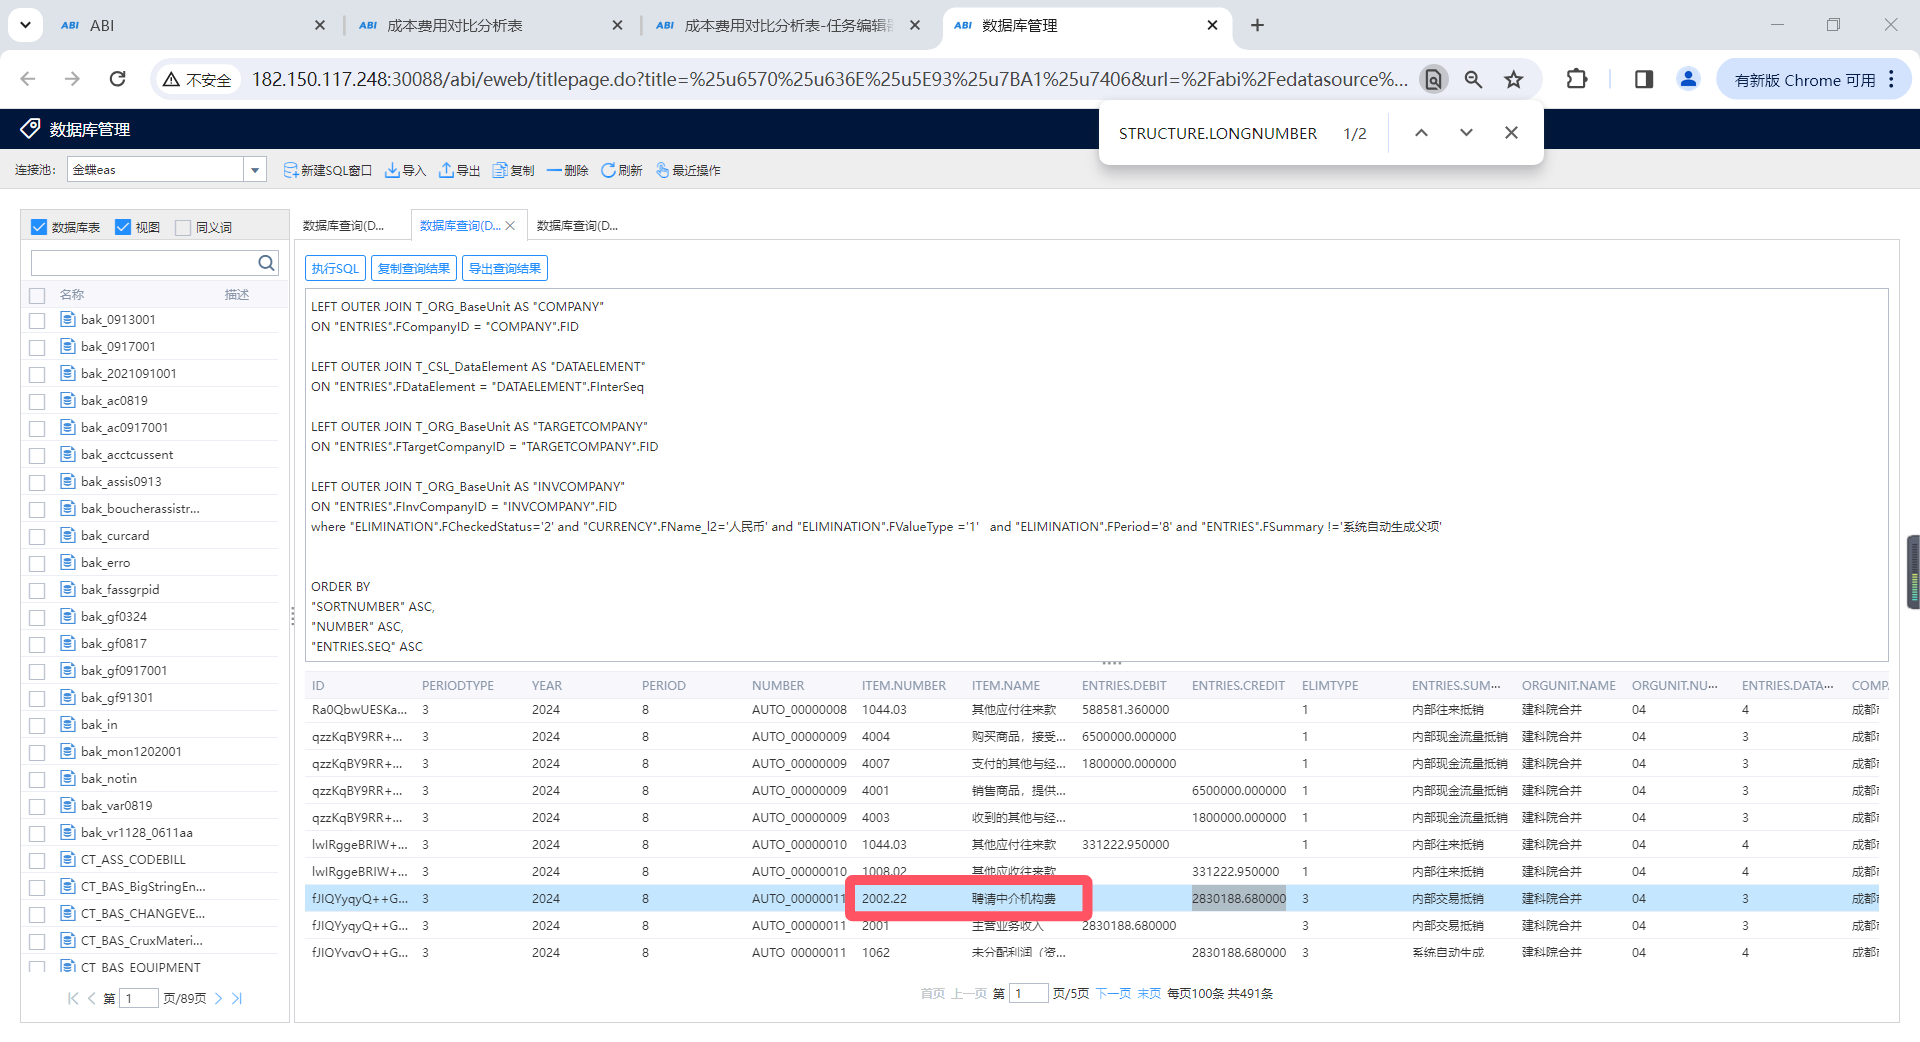 ABI ABI
ABI 成本费用对比分析表
ABI 成本费用对比分析表-任务编辑
ABI 数据库管理
不安全 182.150.117.248:30088/abi/eweb/titlepage.do?title=%25u6570%25u636E%25u5E93%25u7BA1%25u7406&url=%2Fabi%2Fedatasource%...
有新版 Chrome 可用
数据库管理
STRUCTURE.LONGNUMBER 1/2
连接池: 金蝶eas 新建SQL窗口 导入 导出 复制 删除 刷新 最近操作
数据库表 视图 同义词
名称 描述
bak_0913001
bak_0917001
bak_2021091001
bak_ac0819
bak_ac0917001
bak_acctcussent
bak_assis0913
bak_boucherassistr...
bak_curcard
bak_erro
bak_fassgrpid
bak_gf0324
bak_gf0817
bak_gf0917001
bak_gf91301
bak_in
bak_mon1202001
bak_notin
bak_var0819
bak_vr1128_0611aa
CT_ASS_CODEBILL
CT_BAS_BigStringEn...
CT_BAS_CHANGEVE...
CT_BAS_CruxMateri...
CT_BAS_EQUIPMENT
第 1 页/89页
数据库查询(D... 数据库查询(D... 数据库查询(D...
执行SQL 复制查询结果 导出查询结果
LEFT OUTER JOIN T_ORG_BaseUnit AS "COMPANY"
ON "ENTRIES".FCompanyID = "COMPANY".FID
LEFT OUTER JOIN T_CSL_DataElement AS "DATAELEMENT"
ON "ENTRIES".FDataElement = "DATAELEMENT".FInterSeq
LEFT OUTER JOIN T_ORG_BaseUnit AS "TARGETCOMPANY"
ON "ENTRIES".FTargetCompanyID = "TARGETCOMPANY".FID
LEFT OUTER JOIN T_ORG_BaseUnit AS "INVCOMPANY"
ON "ENTRIES".FInvCompanyID = "INVCOMPANY".FID
where "ELIMINATION".FCheckedStatus='2' and "CURRENCY".FName_l2='人民币' and "ELIMINATION".FValueType ='1' and "ELIMINATION".FPeriod='8' and "ENTRIES".FSummary !='系统自动生成父项'
ORDER BY
"SORTNUMBER" ASC,
"NUMBER" ASC,
"ENTRIES.SEQ" ASC
ID PERIODTYPE YEAR PERIOD NUMBER ITEM.NUMBER ITEM.NAME ENTRIES.DEBIT ENTRIES.CREDIT ELIMTYPE ENTRIES.SUM... ORGUNIT.NAME ORGUNIT.NU... ENTRIES.DATA... COMP
Ra0QbwUESKa... 3 2024 8 AUTO_00000008 1044.03 其他应付往来款 588581.360000 1 内部往来抵销 建科院合并 04 4 成都
qzzKqBY9RR+... 3 2024 8 AUTO_00000009 4004 购买商品，接受... 6500000.000000 1 内部现金流量抵销 建科院合并 04 3 成都
qzzKqBY9RR+... 3 2024 8 AUTO_00000009 4007 支付的其他与经... 1800000.000000 1 内部现金流量抵销 建科院合并 04 3 成都
qzzKqBY9RR+... 3 2024 8 AUTO_00000009 4001 销售商品，提供... 6500000.000000 1 内部现金流量抵销 建科院合并 04 3 成都
qzzKqBY9RR+... 3 2024 8 AUTO_00000009 4003 收到的其他与经... 1800000.000000 1 内部现金流量抵销 建科院合并 04 3 成都
lwIRggeBRIW+... 3 2024 8 AUTO_00000010 1044.03 其他应付往来款 331222.950000 1 内部往来抵销 建科院合并 04 4 成都
lwIRggeBRIW+... 3 2024 8 AUTO_00000010 1008.02 其他应收往来款 331222.950000 1 内部往来抵销 建科院合并 04 4 成都
fJIQYyqyQ++G... 3 2024 8 AUTO_00000011 2002.22 聘请中介机构费 2830188.680000 3 内部交易抵销 建科院合并 04 3 成都
fJIQYyqyQ++G... 3 2024 8 AUTO_00000011 2001 主营业务收入 2830188.680000 3 内部交易抵销 建科院合并 04 3 成都
fJIQYyqyQ++G... 3 2024 8 AUTO_00000011 1062 未分配利润（资... 2830188.680000 3 系统自动生成 建科院合并 04 4 成都
首页 上一页 第 1 页/5页 下一页 末页 每页100条 共491条